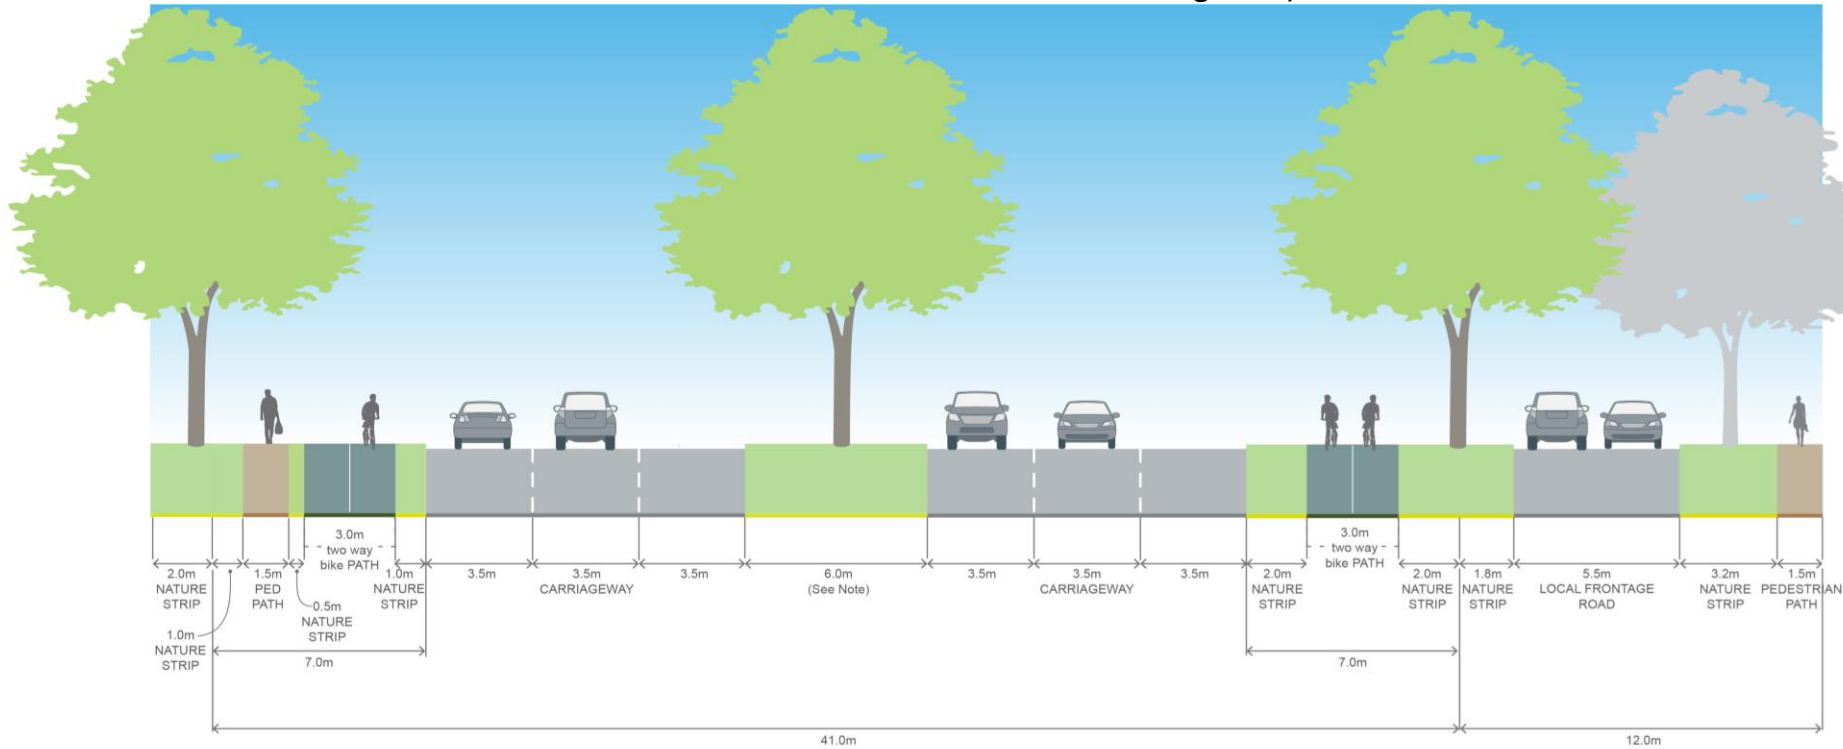 3.0m
two way
bike PATH
3.0m
two way
bike PATH
2.0m
NATURE
STRIP
1.5m
PED
PATH
1.0m
NATURE
STRIP
3.5m
3.5m
CARRIAGEWAY
3.5m
6.0m
(See Note)
3.5m
3.5m
CARRIAGEWAY
3.5m
2.0m
NATURE
STRIP
2.0m
NATURE
STRIP
1.8m
NATURE
STRIP
5.5m
LOCAL FRONTAGE
ROAD
3.2m
NATURE
STRIP
1.5m
PEDESTRIAN
PATH
0.5m
NATURE
STRIP
1.0m
NATURE
STRIP
7.0m
7.0m
41.0m
12.0m